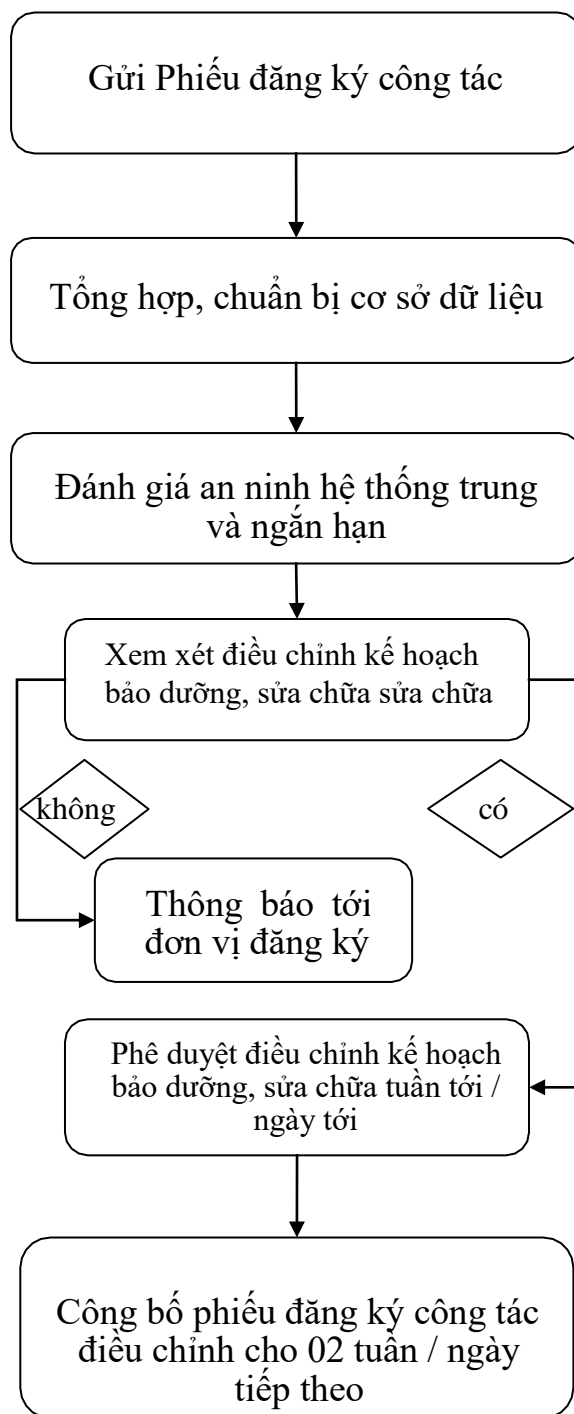 Gửi Phiếu đăng ký công tác
Tổng hợp, chuẩn bị cơ sở dữ liệu
Đánh giá an ninh hệ thống trung
và ngắn hạn
Xem xét điều chỉnh kế hoạch
bảo dưỡng, sửa chữa sửa chữa
không
có
Thông báo tới
đơn vị đăng ký
Phê duyệt điều chỉnh kế hoạch
bảo dưỡng, sửa chữa tuần tới /
ngày tới
Công bố phiếu đăng ký công tác
điều chỉnh cho 02 tuần / ngày
tiếp theo